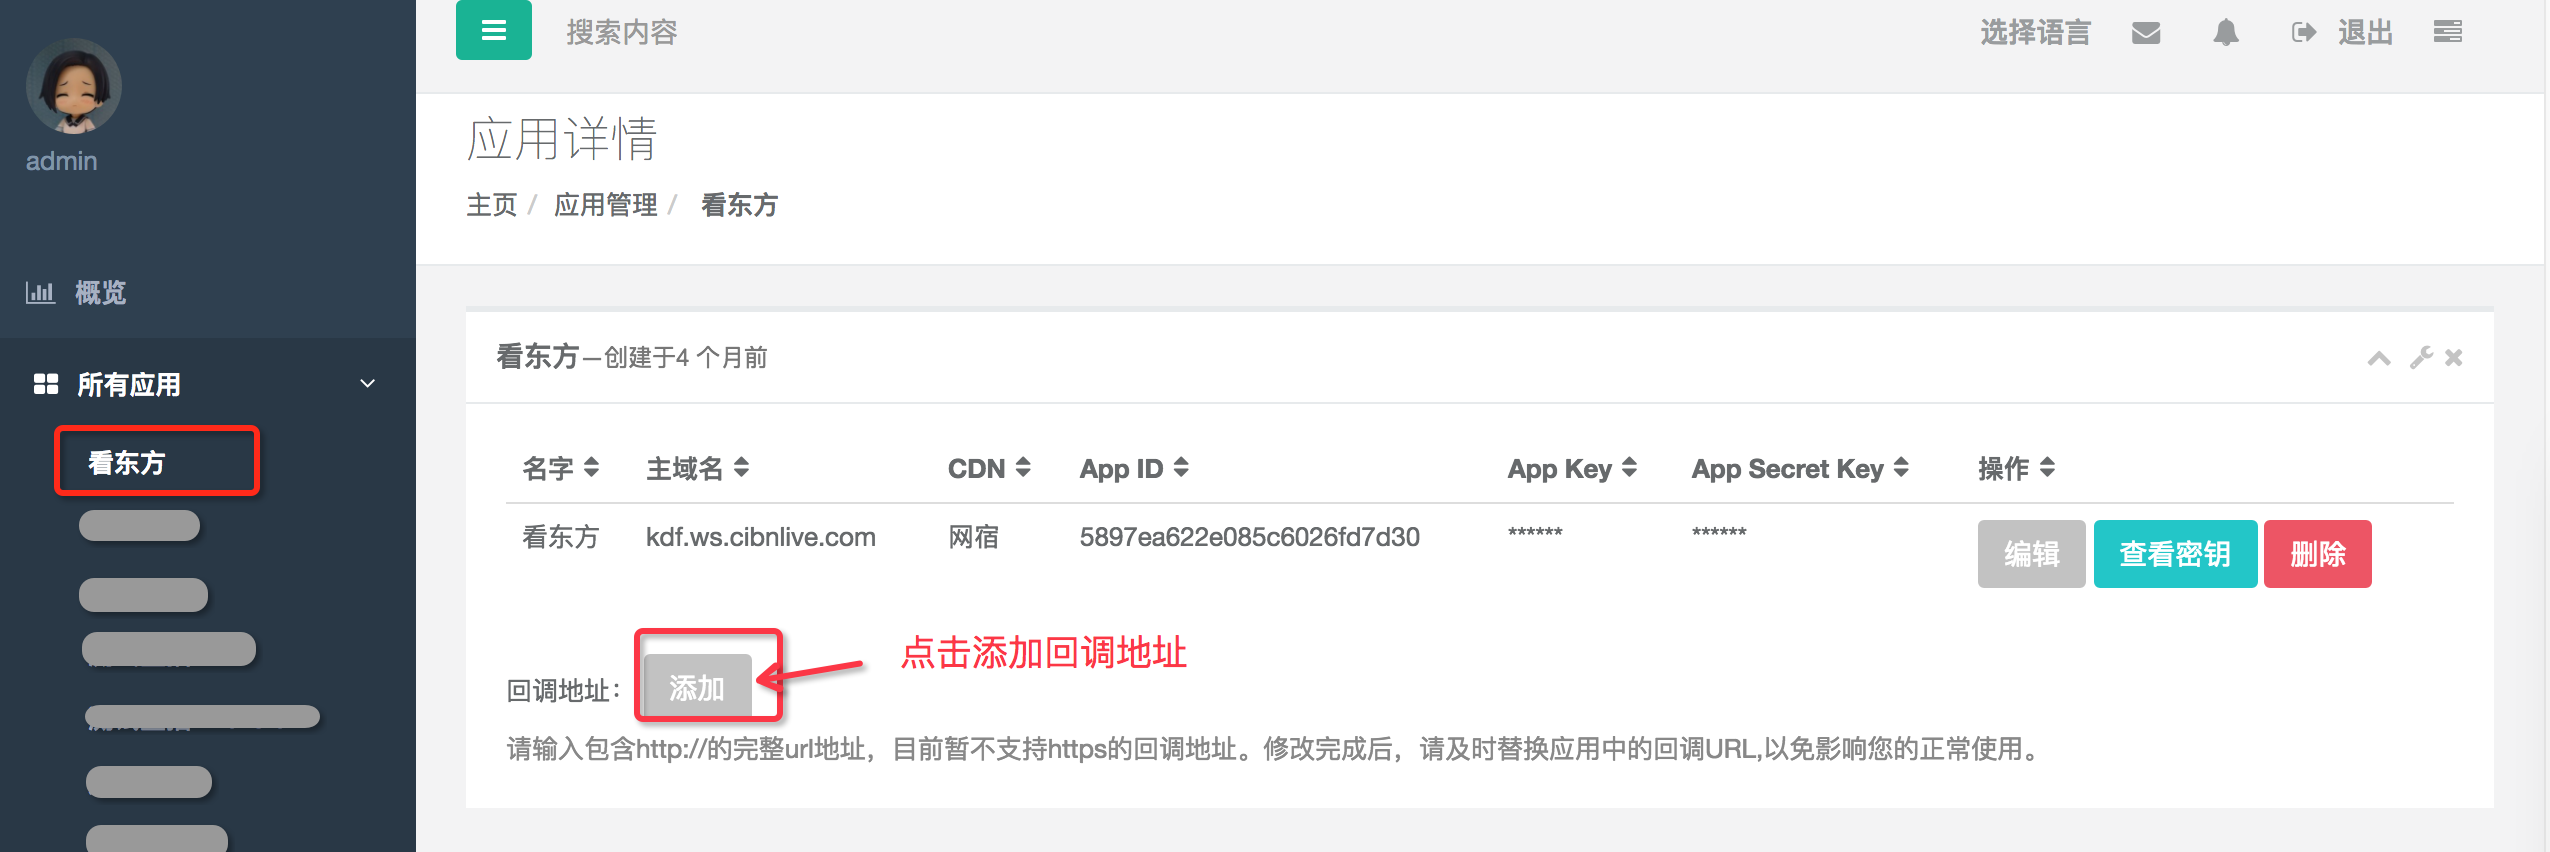 搜索内容
选择语言
退出
admin
应用详情
主页 / 应用管理 / 看东方
概览
所有应用
看东方
看东方—创建于4 个月前
名字 主域名 CDN App ID App Key App Secret Key 操作
看东方 kdf.ws.cibnlive.com 网宿 5897ea622e085c6026fd7d30 ****** ****** 编辑 查看密钥 删除
点击添加回调地址
回调地址： 添加
请输入包含http://的完整url地址，目前暂不支持https的回调地址。修改完成后，请及时替换应用中的回调URL,以免影响您的正常使用。